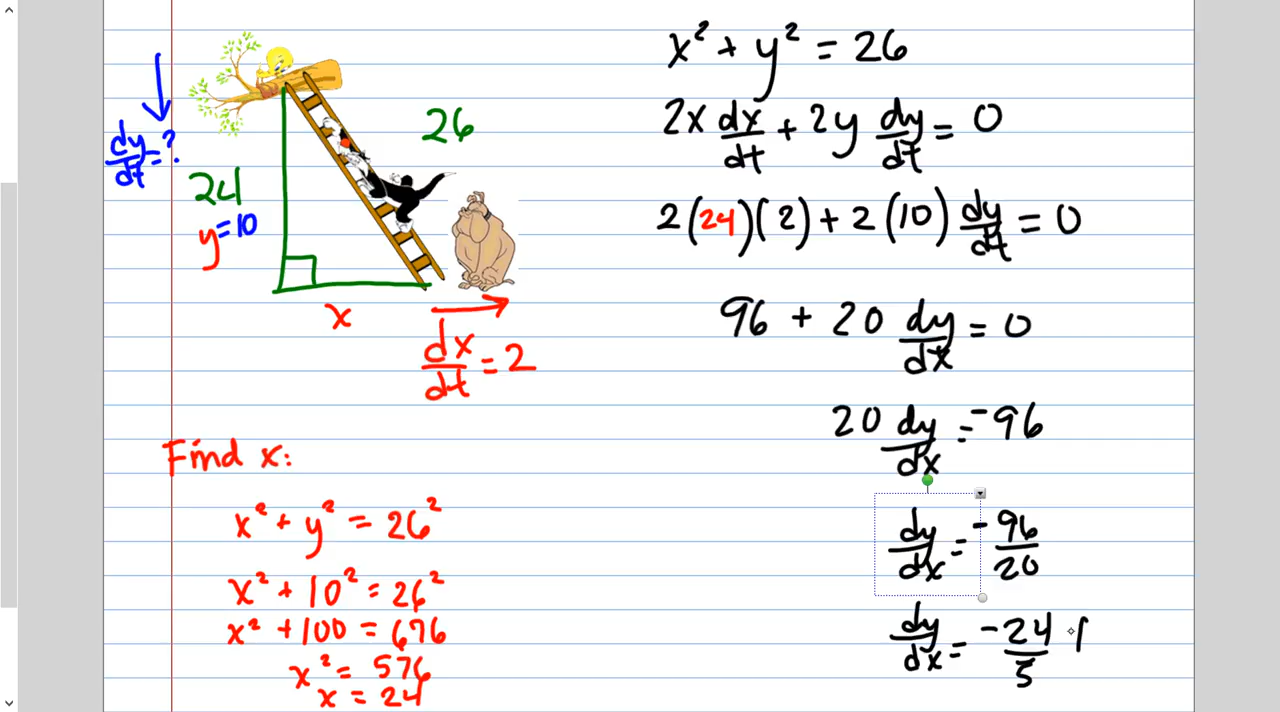 dy/dt = ?
24
y = 10
26
x
dx/dt = 2
Find x:
x² + y² = 26²
x² + 10² = 26²
x² + 100 = 676
x² = 576
x = 24
x² + y² = 26
2x dx/dt + 2y dy/dt = 0
2(24)(2) + 2(10) dy/dt = 0
96 + 20 dy/dx = 0
20 dy/dx = -96
dy/dx = -96/20
dy/dx = -24/5